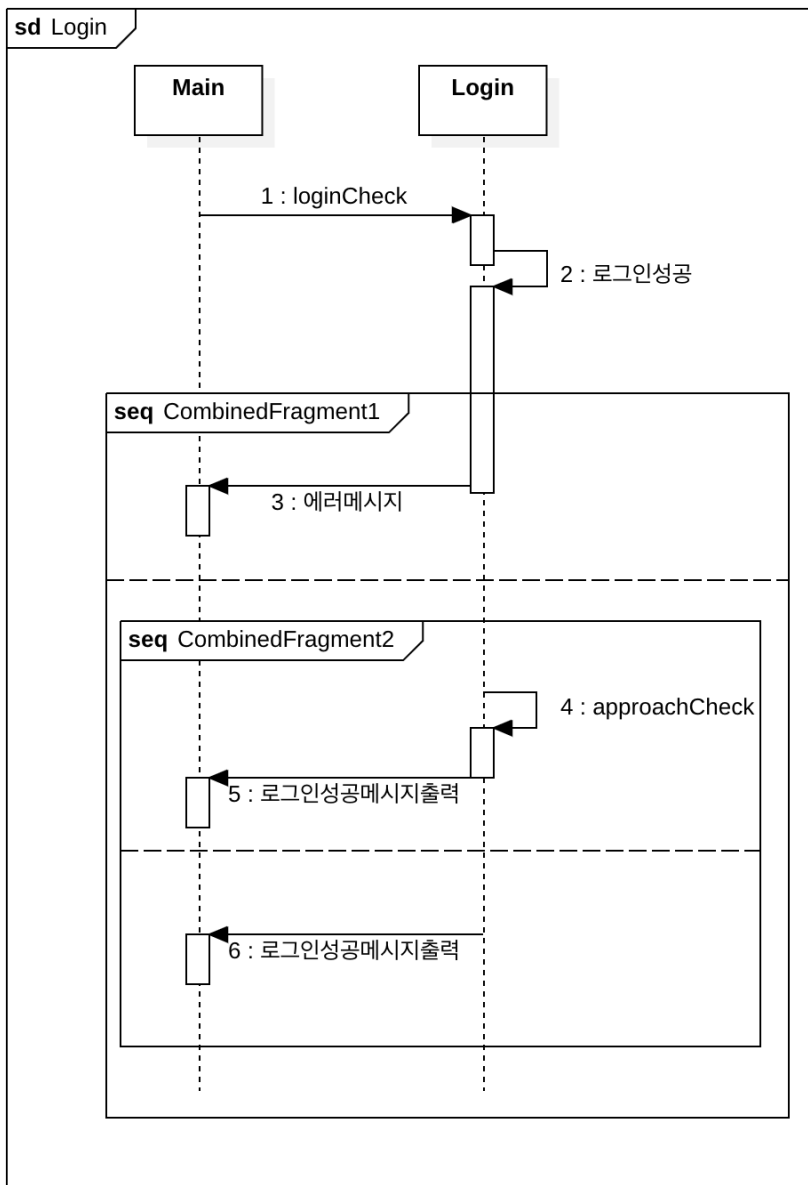 sd Login
Main
Login
1 : loginCheck
2 : 로그인성공
seq CombinedFragment1
3 : 에러메시지
seq CombinedFragment2
4 : approachCheck
5 : 로그인성공메시지출력
6 : 로그인성공메시지출력